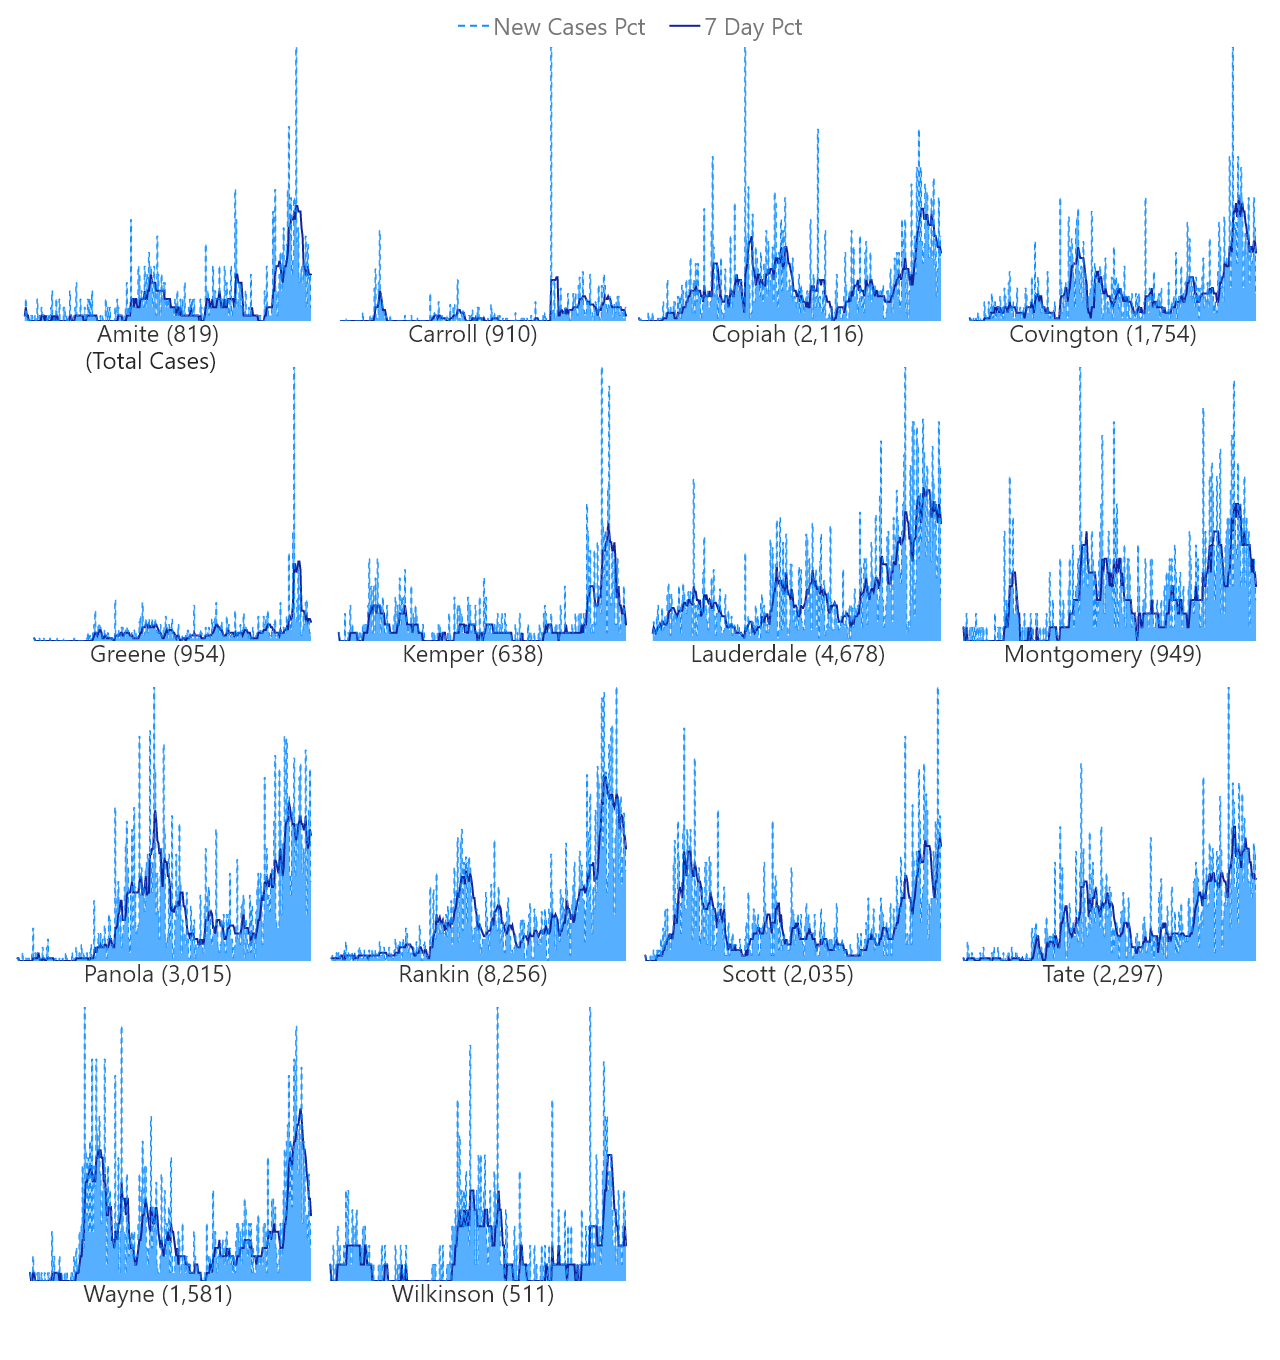 New Cases Pct 7 Day Pct
Amite (819) Carroll (910) Copiah (2,116) Covington (1,754)
(Total Cases)
Greene (954) Kemper (638) Lauderdale (4,678) Montgomery (949)
Panola (3,015) Rankin (8,256) Scott (2,035) Tate (2,297)
Wayne (1,581) Wilkinson (511)